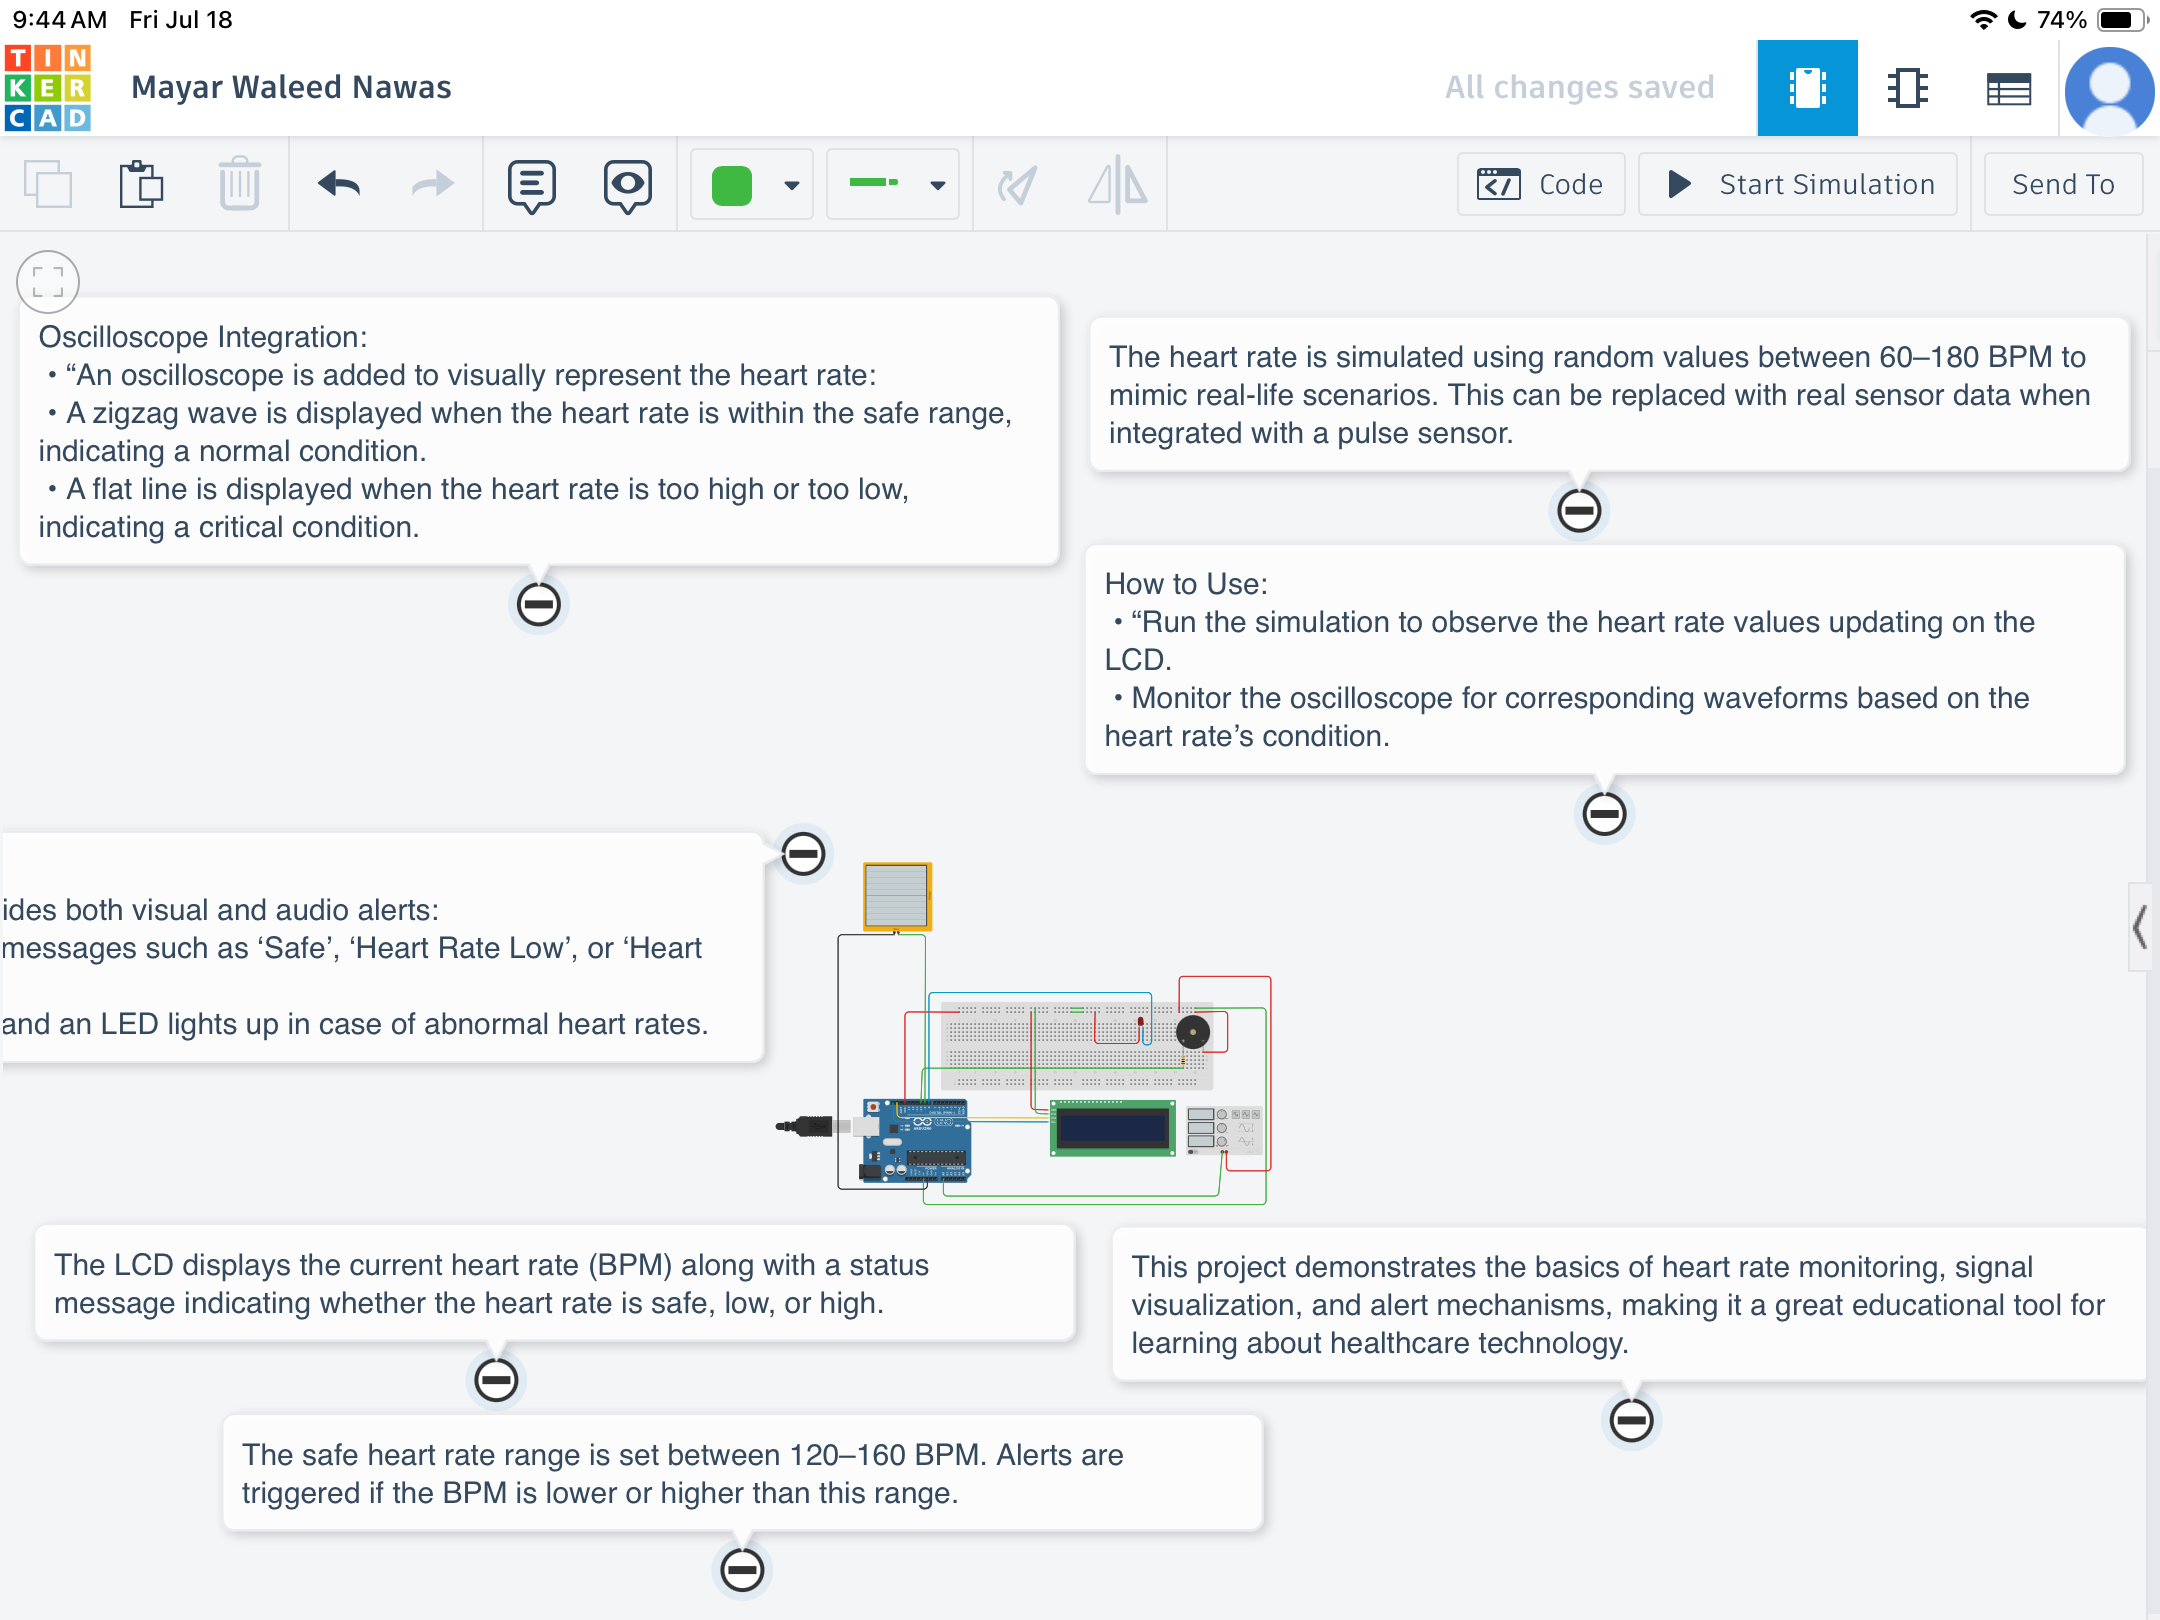 9:44 AM Fri Jul 18
74%
TINKERCAD
Mayar Waleed Nawas
All changes saved
Code
Start Simulation
Send To
Oscilloscope Integration:
• “An oscilloscope is added to visually represent the heart rate:
• A zigzag wave is displayed when the heart rate is within the safe range,
indicating a normal condition.
• A flat line is displayed when the heart rate is too high or too low,
indicating a critical condition.
The heart rate is simulated using random values between 60–180 BPM to
mimic real-life scenarios. This can be replaced with real sensor data when
integrated with a pulse sensor.
How to Use:
• “Run the simulation to observe the heart rate values updating on the
LCD.
• Monitor the oscilloscope for corresponding waveforms based on the
heart rate’s condition.
ides both visual and audio alerts:
messages such as ‘Safe’, ‘Heart Rate Low’, or ‘Heart
and an LED lights up in case of abnormal heart rates.
The LCD displays the current heart rate (BPM) along with a status
message indicating whether the heart rate is safe, low, or high.
This project demonstrates the basics of heart rate monitoring, signal
visualization, and alert mechanisms, making it a great educational tool for
learning about healthcare technology.
The safe heart rate range is set between 120–160 BPM. Alerts are
triggered if the BPM is lower or higher than this range.